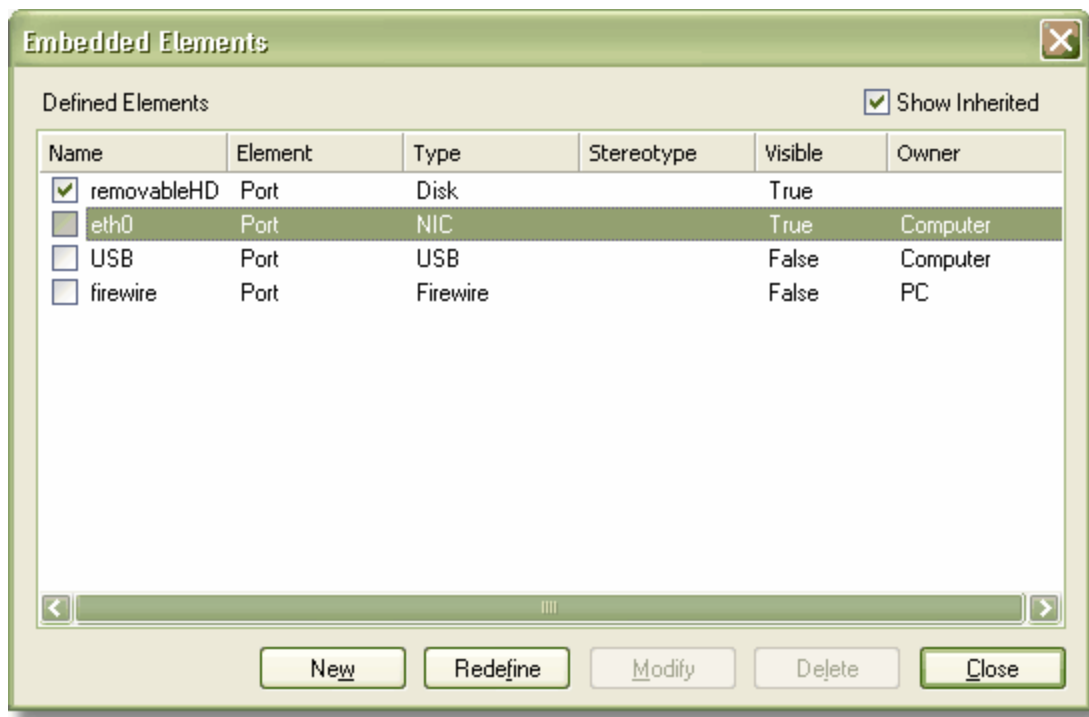 Embedded Elements
Defined Elements Show Inherited
Name Element Type Stereotype Visible Owner
removableHD Port Disk True
eth0 Port NIC True Computer
USB Port USB False Computer
firewire Port Firewire False PC
New Redefine Modify Delete Close